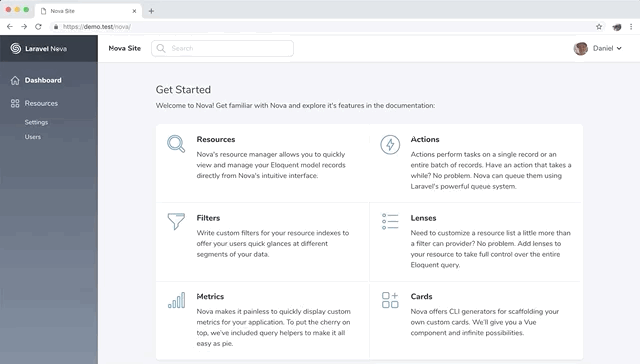 Nova Site
https://demo.test/nova/
Laravel Nova
Nova Site
Search
Daniel
Dashboard
Resources
Settings
Users
Get Started
Welcome to Nova! Get familiar with Nova and explore it's features in the documentation:
Resources
Nova's resource manager allows you to quickly
view and manage your Eloquent model records
directly from Nova's intuitive interface.
Actions
Actions perform tasks on a single record or an
entire batch of records. Have an action that takes a
while? No problem. Nova can queue them using
Laravel's powerful queue system.
Filters
Write custom filters for your resource indexes to
offer your users quick glances at different
segments of your data.
Lenses
Need to customize a resource list a little more than
a filter can provider? No problem. Add lenses to
your resource to take full control over the entire
Eloquent query.
Metrics
Nova makes it painless to quickly display custom
metrics for your application. To put the cherry on
top, we've included query helpers to make it all
easy as pie.
Cards
Nova offers CLI generators for scaffolding your
own custom cards. We'll give you a Vue
component and infinite possibilities.